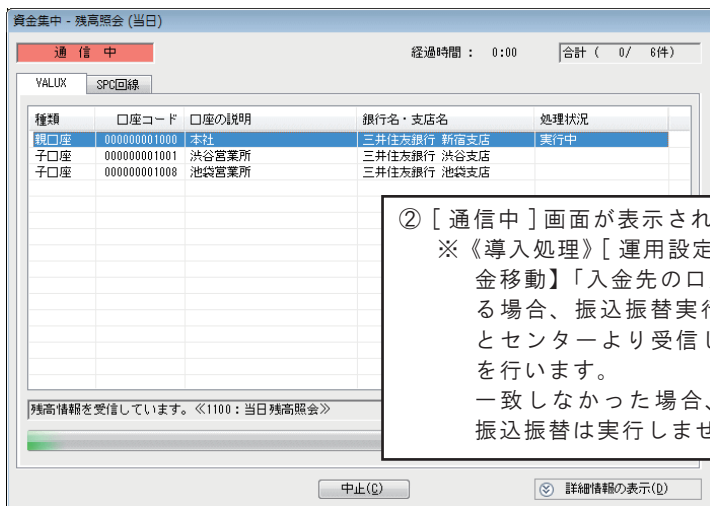 資金集中 - 残高照会 (当日)
通 信 中
経過時間 : 0:00
合計 ( 0/ 6件)
VALUX
SPC回線
種類 口座コード 口座の説明 銀行名・支店名 処理状況
親口座 000000001000 本社 三井住友銀行 新宿支店 実行中
子口座 000000001001 渋谷営業所 三井住友銀行 渋谷支店
子口座 000000001008 池袋営業所 三井住友銀行 池袋支店
② [ 通信中 ] 画面が表示され
※《導入処理》[ 運用設定
金移動】「入金先の口
る場合、振込振替実行
とセンターより受信し
を行います。
一致しなかった場合、
振込振替は実行しませ
残高情報を受信しています。≪1100：当日残高照会≫
中止(C)
詳細情報の表示(D)